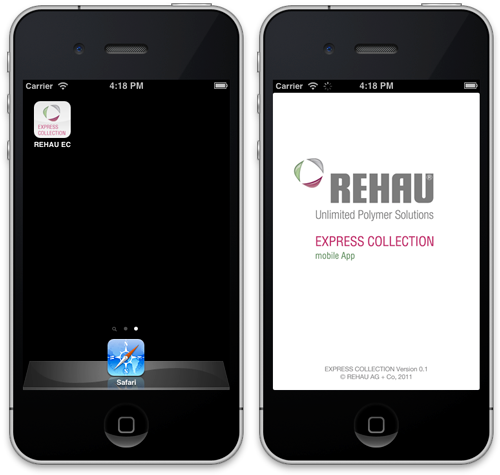 Carrier 4:18 PM
EXPRESS
COLLECTION
REHAU EC
Safari
Carrier 4:18 PM
REHAU®
Unlimited Polymer Solutions
EXPRESS COLLECTION
mobile App
EXPRESS COLLECTION Version 0.1
© REHAU AG + Co, 2011